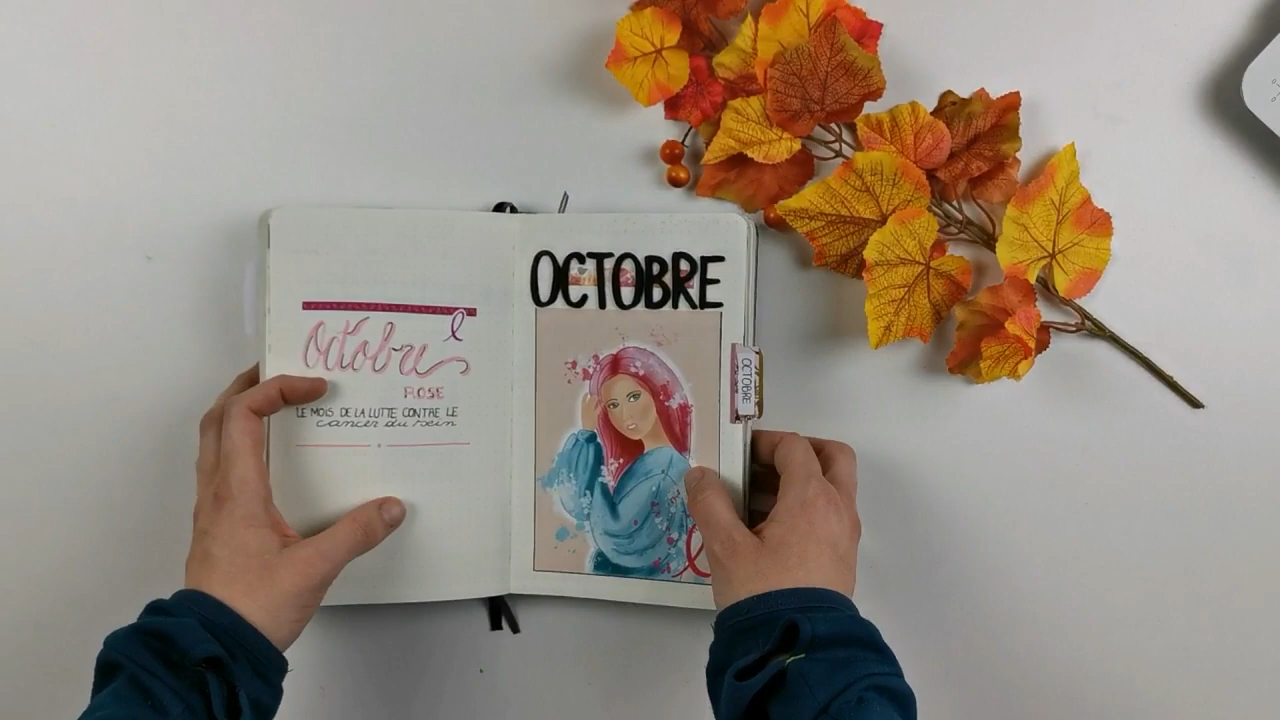 Octobre
ROSE
LE MOIS DE LA LUTTE CONTRE LE
cancer du sein
OCTOBRE
OCTOBRE